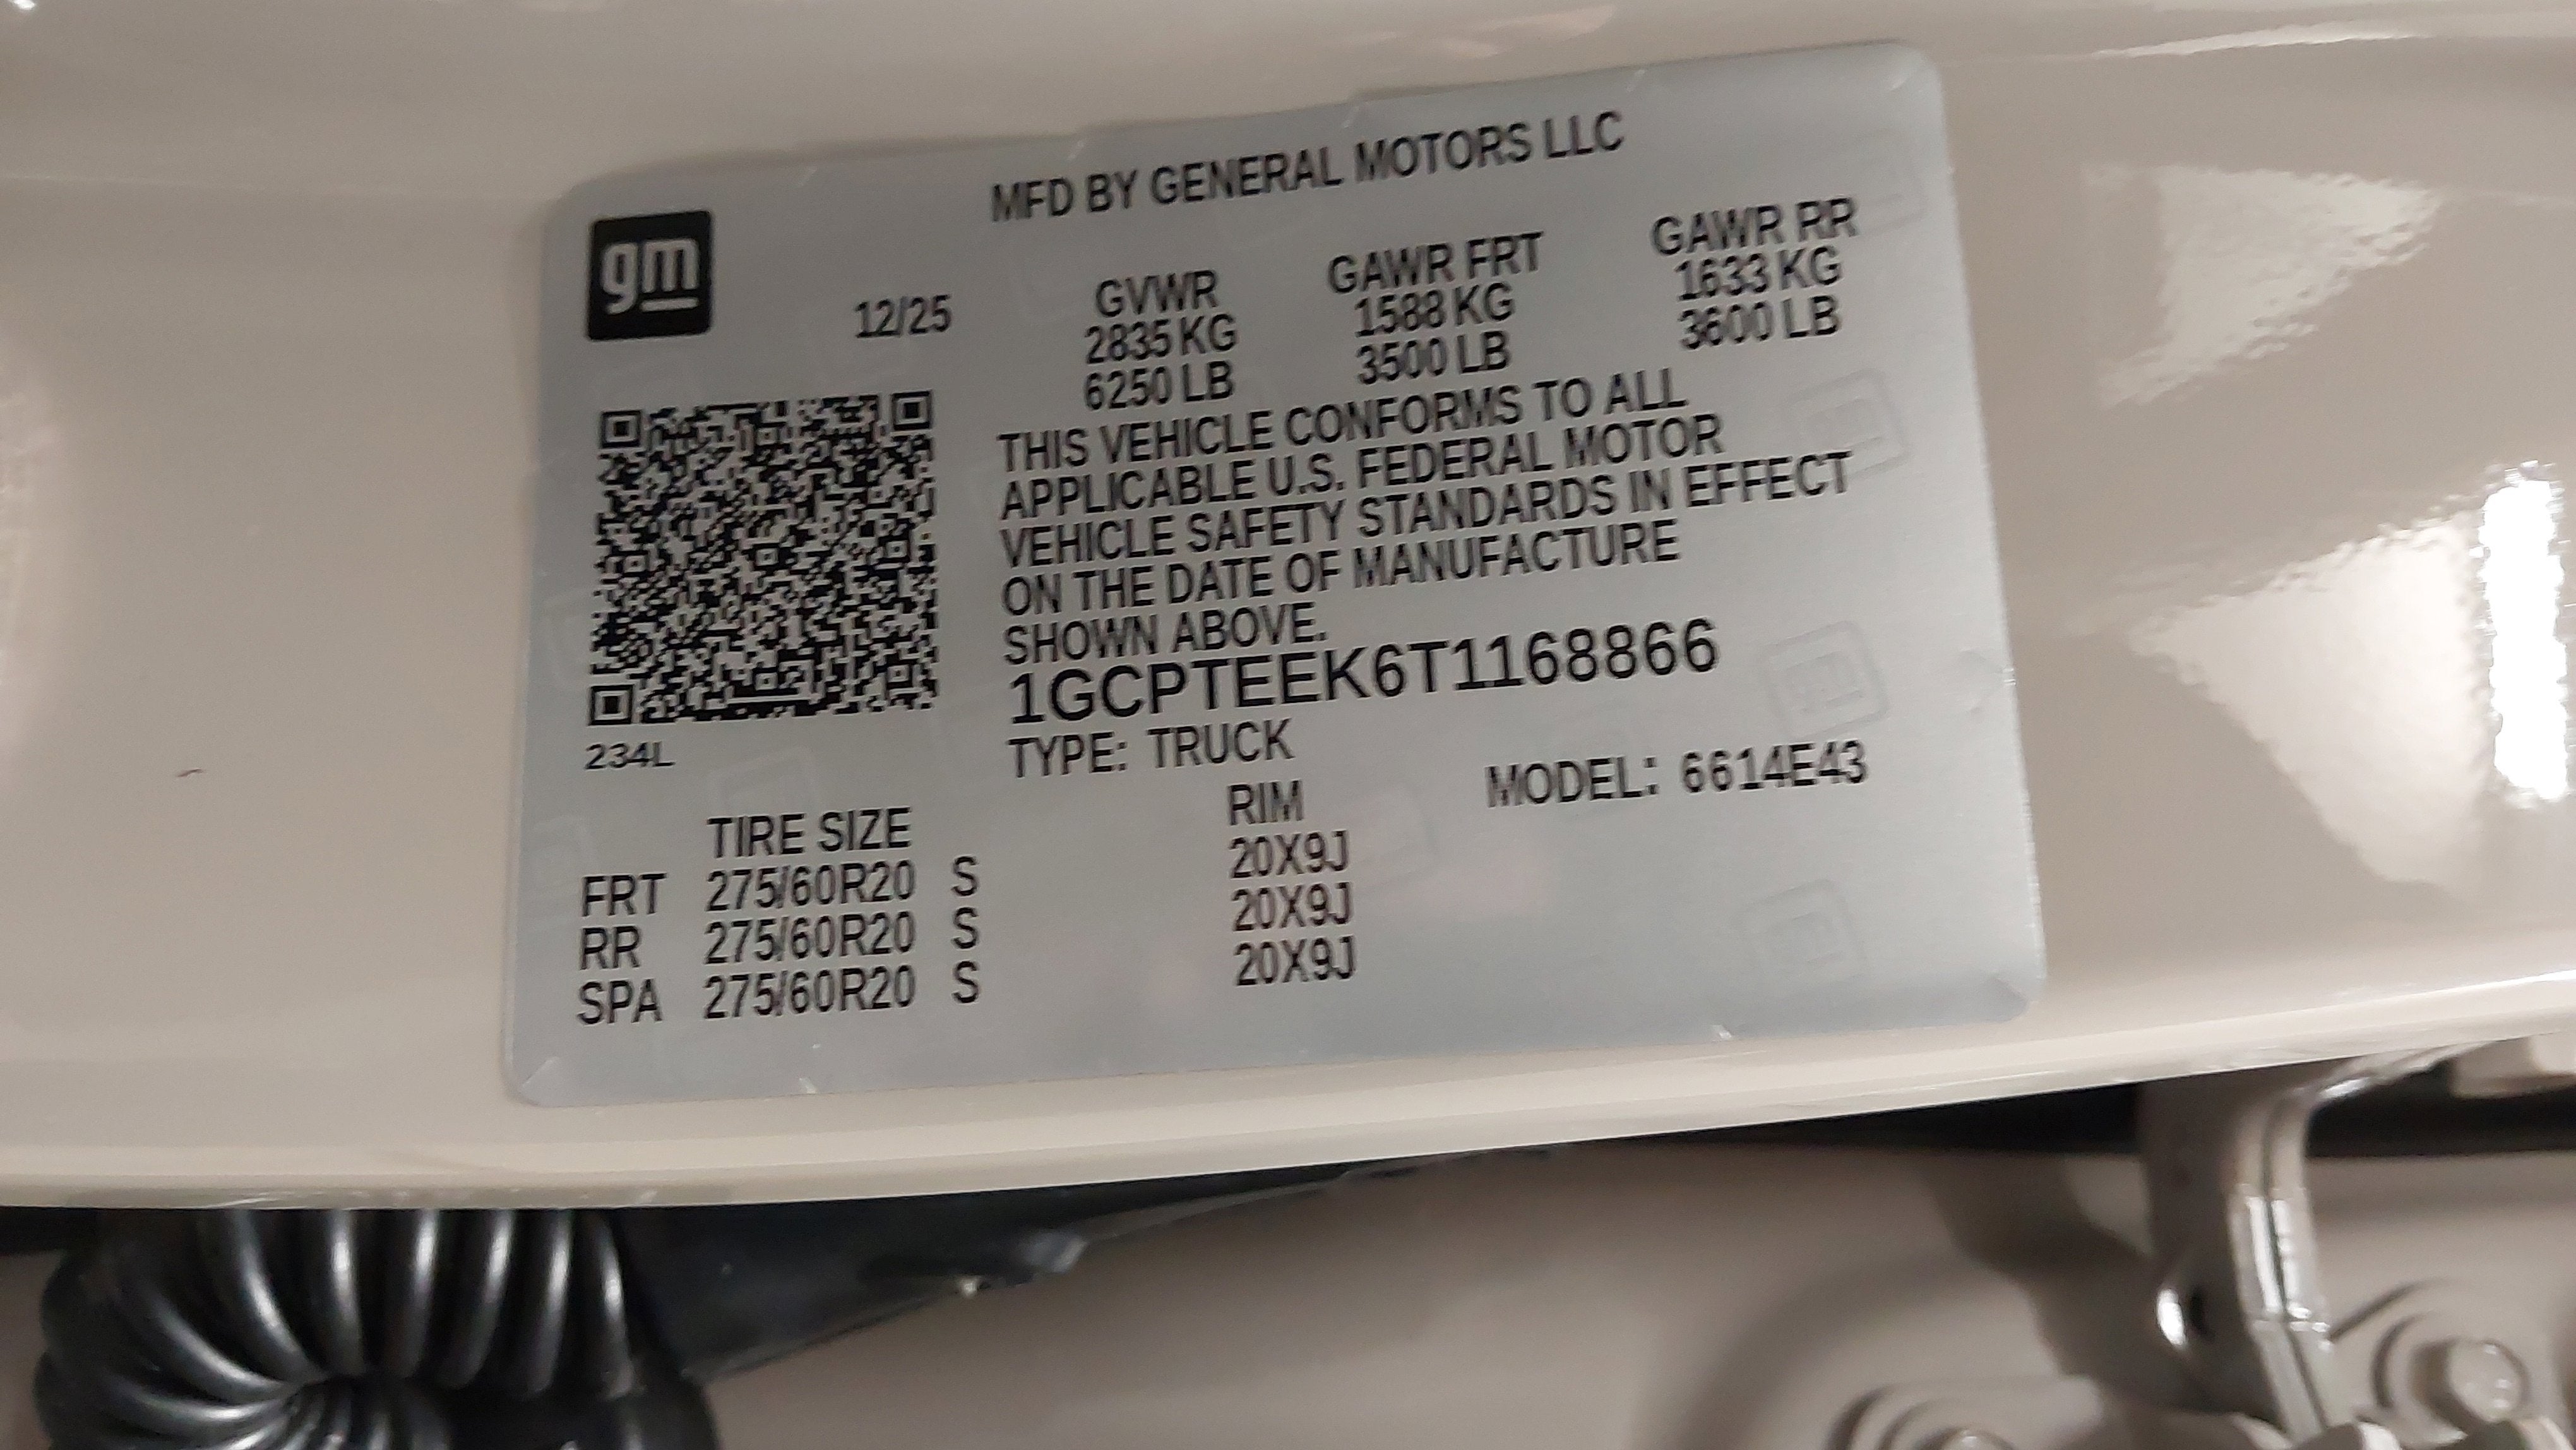 MFD BY GENERAL MOTORS LLC
gm
12/25
GVWR GAWR FRT GAWR RR
2835 KG 1588 KG 1633 KG
6250 LB 3500 LB 3600 LB
THIS VEHICLE CONFORMS TO ALL
APPLICABLE U.S. FEDERAL MOTOR
VEHICLE SAFETY STANDARDS IN EFFECT
ON THE DATE OF MANUFACTURE
SHOWN ABOVE.
1GCPTEEK6T1168866
234L
TYPE: TRUCK MODEL: 6614E43
TIRE SIZE RIM
FRT 275/60R20 S 20X9J
RR 275/60R20 S 20X9J
SPA 275/60R20 S 20X9J